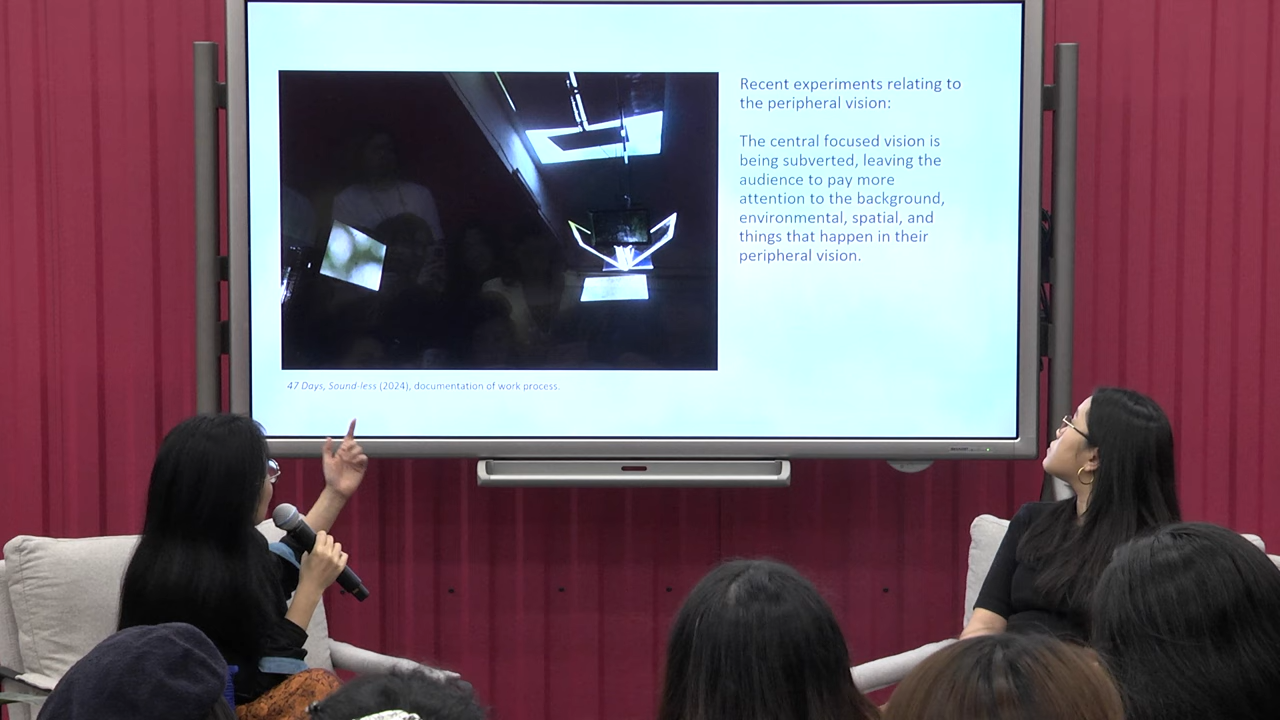 Recent experiments relating to
the peripheral vision:
The central focused vision is
being subverted, leaving the
audience to pay more
attention to the background,
environmental, spatial, and
things that happen in their
peripheral vision.
47 Days, Sound-less (2024), documentation of work process.